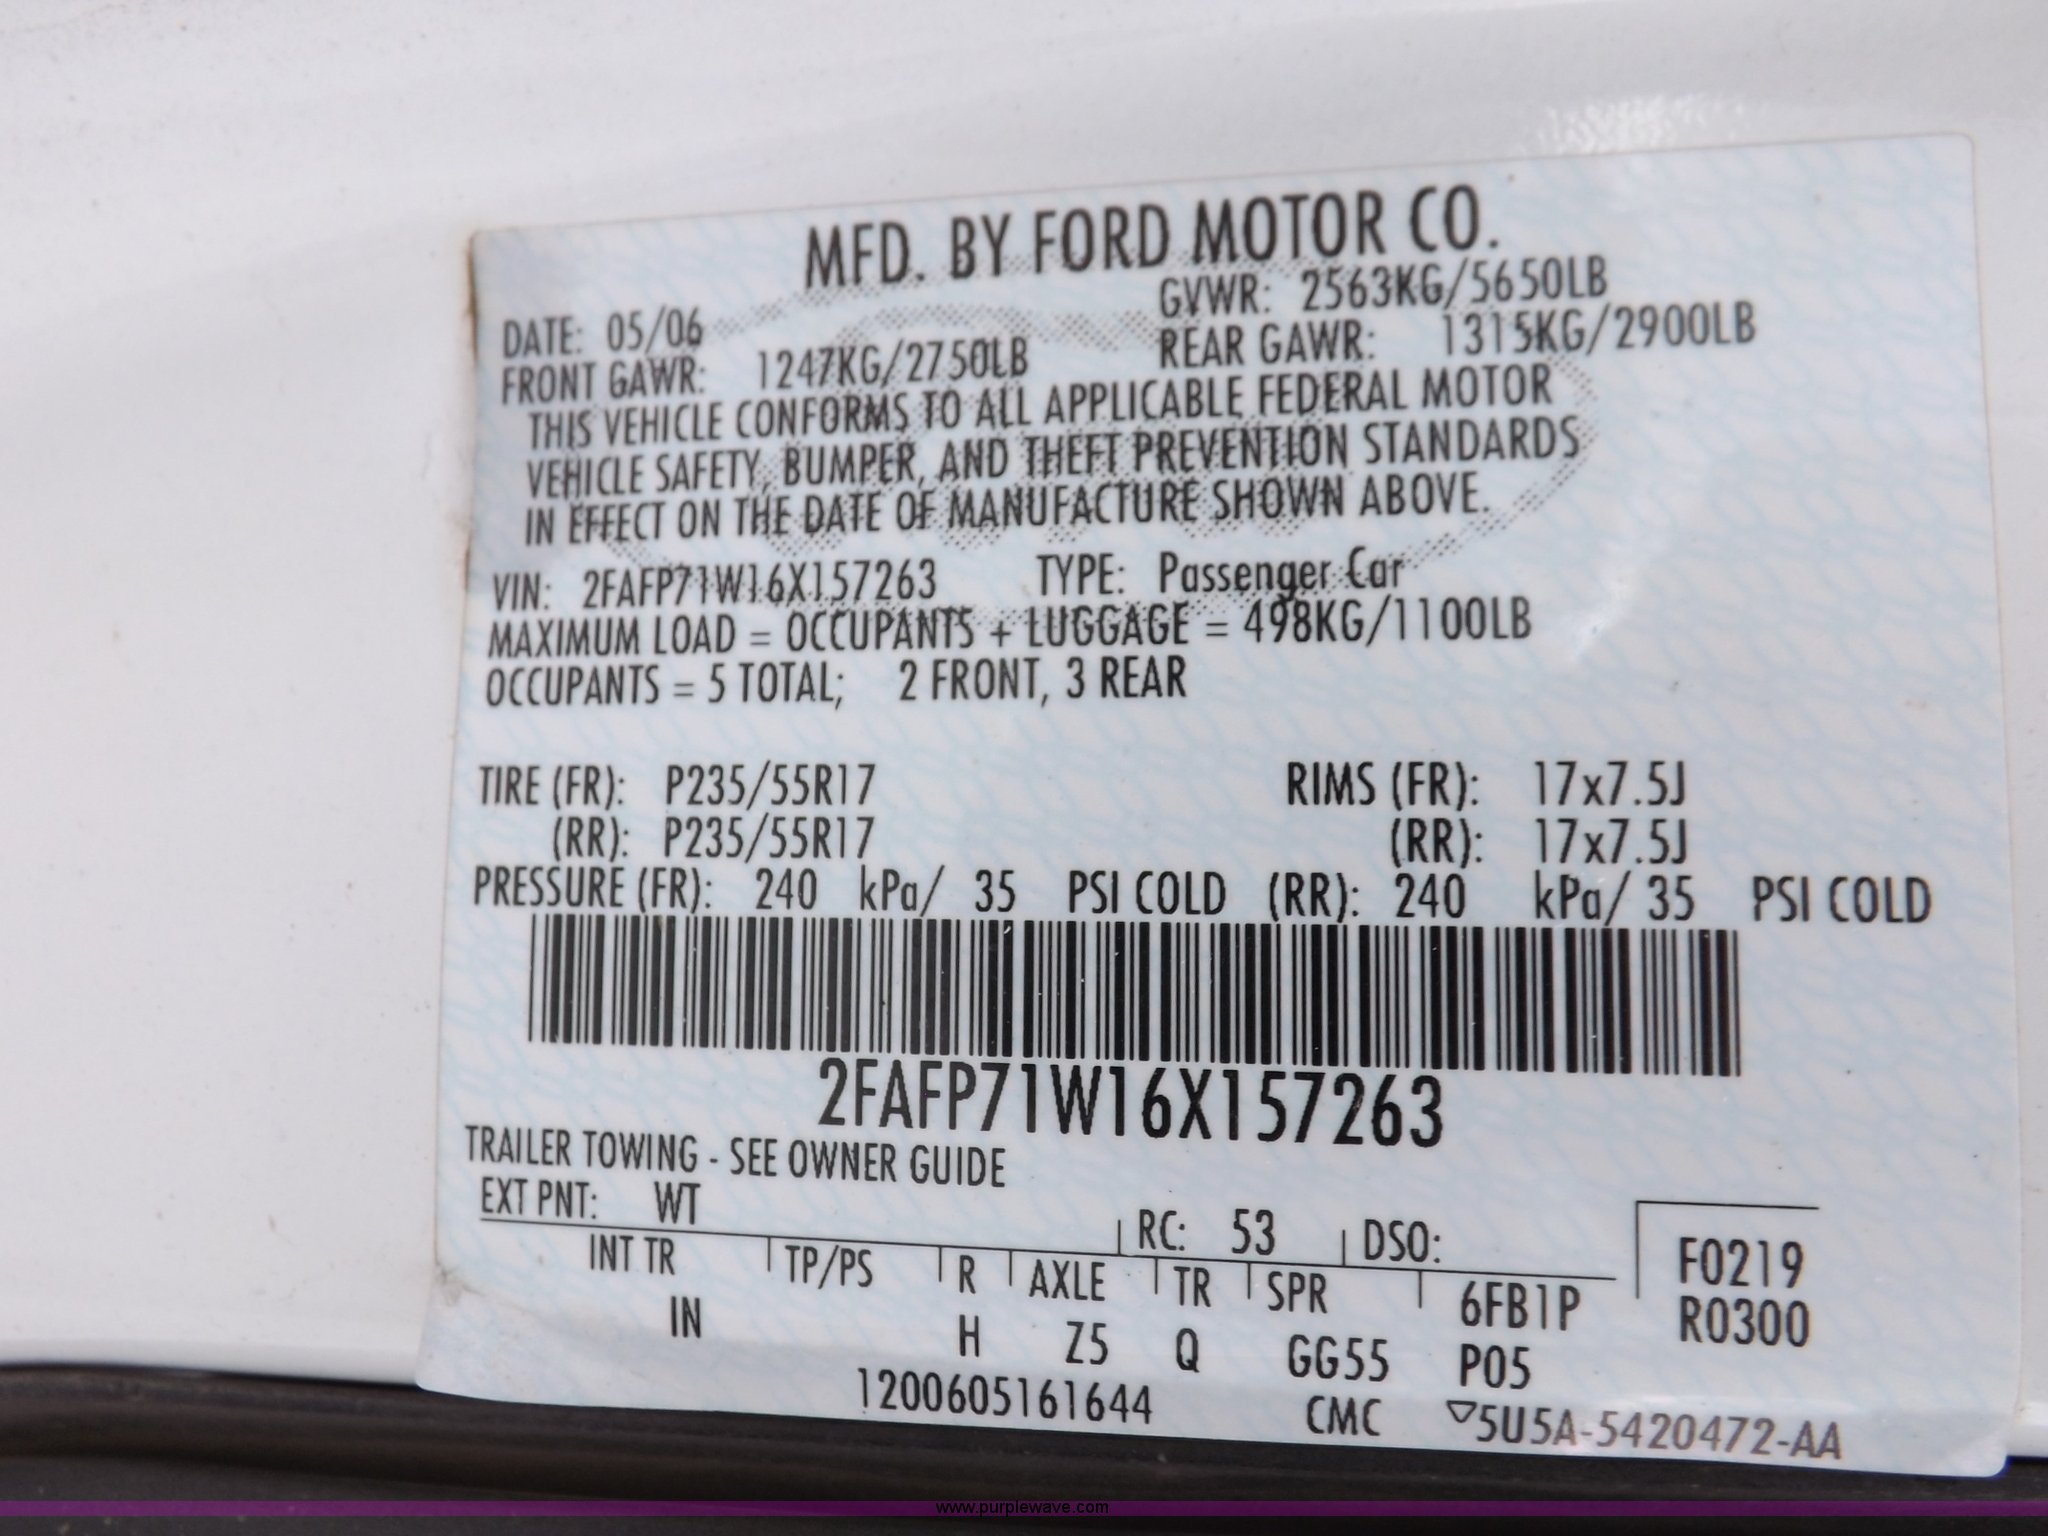 MFD. BY FORD MOTOR CO.
DATE: 05/06 GVWR: 2563KG/5650LB
FRONT GAWR: 1247KG/2750LB REAR GAWR: 1315KG/2900LB
THIS VEHICLE CONFORMS TO ALL APPLICABLE FEDERAL MOTOR
VEHICLE SAFETY, BUMPER, AND THEFT PREVENTION STANDARDS
IN EFFECT ON THE DATE OF MANUFACTURE SHOWN ABOVE.
VIN: 2FAFP71W16X157263 TYPE: Passenger Car
MAXIMUM LOAD = OCCUPANTS + LUGGAGE = 498KG/1100LB
OCCUPANTS = 5 TOTAL; 2 FRONT, 3 REAR
TIRE (FR): P235/55R17 RIMS (FR): 17x7.5J
(RR): P235/55R17 (RR): 17x7.5J
PRESSURE (FR): 240 kPa/ 35 PSI COLD (RR): 240 kPa/ 35 PSI COLD
2FAFP71W16X157263
TRAILER TOWING - SEE OWNER GUIDE
EXT PNT: WT RC: 53 DSO:
INT TR TP/PS R AXLE TR SPR 6FB1P F0219
IN H Z5 Q GG55 P05 R0300
1200605161644 CMC ▽5U5A-5420472-AA
www.purplewave.com